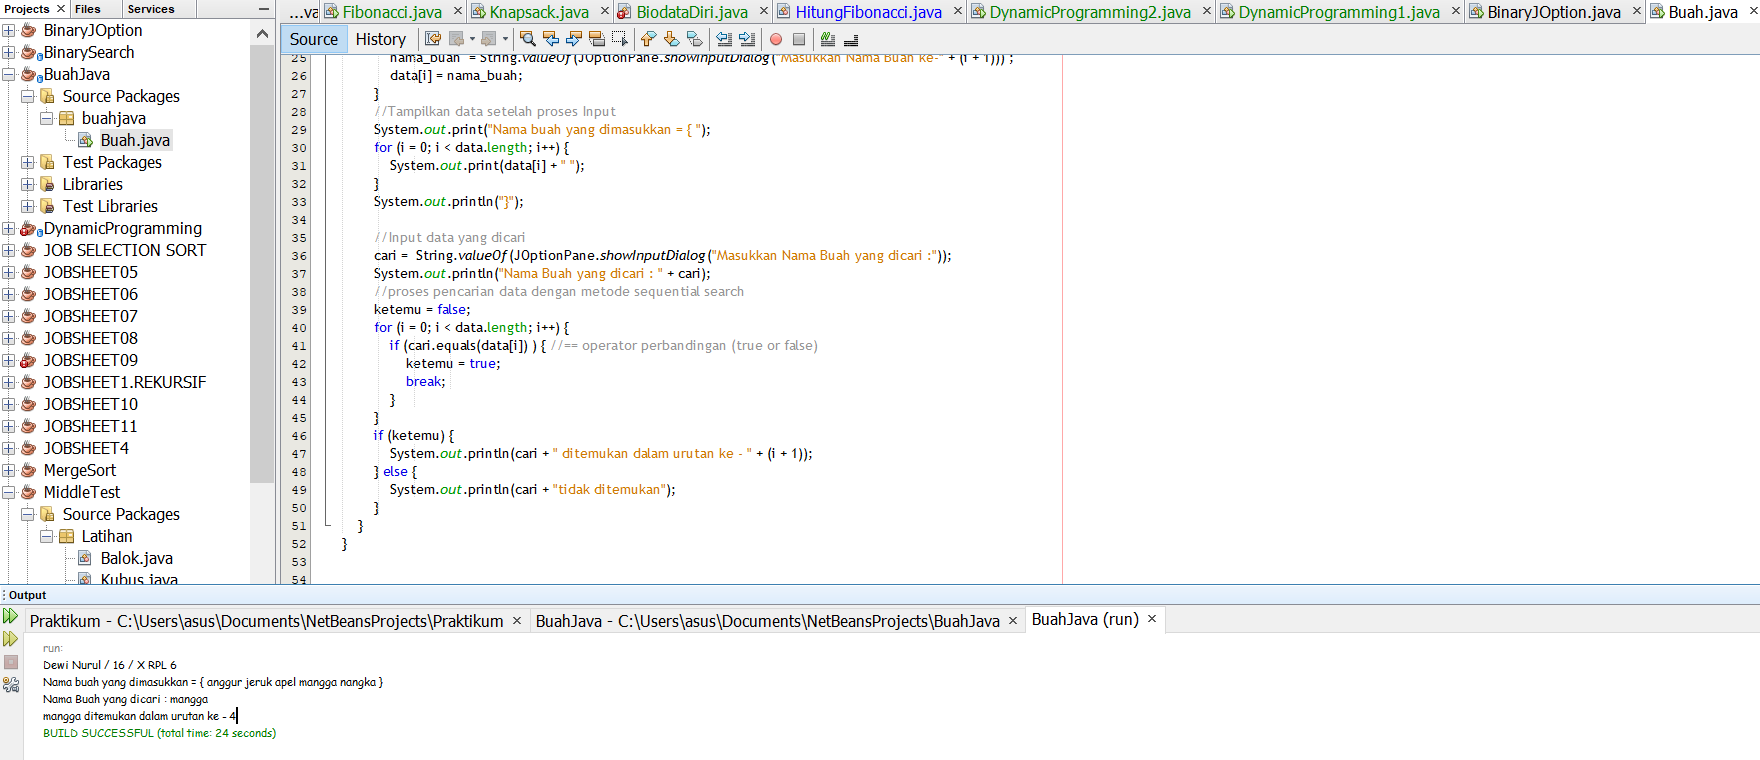 Projects Files Services
BinaryJOption
BinarySearch
BuahJava
Source Packages
buahjava
Buah.java
Test Packages
Libraries
Test Libraries
DynamicProgramming
JOB SELECTION SORT
JOBSHEET05
JOBSHEET06
JOBSHEET07
JOBSHEET08
JOBSHEET09
JOBSHEET1.REKURSIF
JOBSHEET10
JOBSHEET11
JOBSHEET4
MergeSort
MiddleTest
Source Packages
Latihan
Balok.java
Kubus.java
...va Fibonacci.java Knapsack.java BiodataDiri.java HitungFibonacci.java DynamicProgramming2.java DynamicProgramming1.java BinaryJOption.java Buah.java
Source History
25 nama_buah = String.valueOf(JOptionPane.showInputDialog("Masukkan Nama Buah ke-" + (i + 1))) ;
26 data[i] = nama_buah;
27 }
28 //Tampilkan data setelah proses Input
29 System.out.print("Nama buah yang dimasukkan = { ");
30 for (i = 0; i < data.length; i++) {
31 System.out.print(data[i] + " ");
32 }
33 System.out.println("}");
34
35 //Input data yang dicari
36 cari = String.valueOf(JOptionPane.showInputDialog("Masukkan Nama Buah yang dicari :"));
37 System.out.println("Nama Buah yang dicari : " + cari);
38 //proses pencarian data dengan metode sequential search
39 ketemu = false;
40 for (i = 0; i < data.length; i++) {
41 if (cari.equals(data[i]) ) { //== operator perbandingan (true or false)
42 ketemu = true;
43 break;
44 }
45 }
46 if (ketemu) {
47 System.out.println(cari + " ditemukan dalam urutan ke - " + (i + 1));
48 } else {
49 System.out.println(cari + "tidak ditemukan");
50 }
51 }
52 }
53
54
Output
Praktikum - C:\Users\asus\Documents\NetBeansProjects\Praktikum BuahJava - C:\Users\asus\Documents\NetBeansProjects\BuahJava BuahJava (run)
run:
Dewi Nurul / 16 / X RPL 6
Nama buah yang dimasukkan = { anggur jeruk apel mangga nangka }
Nama Buah yang dicari : mangga
mangga ditemukan dalam urutan ke - 4
BUILD SUCCESSFUL (total time: 24 seconds)